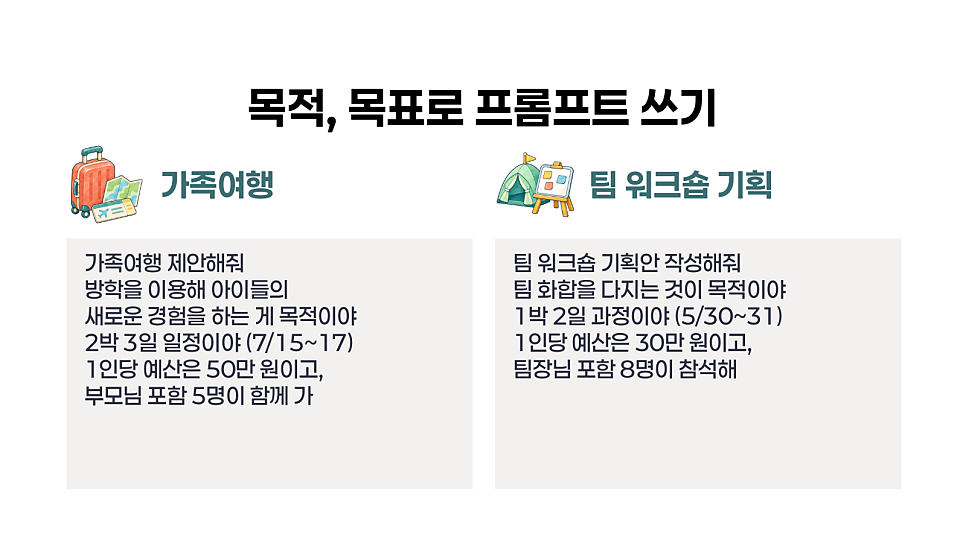 목적, 목표로 프롬프트 쓰기
가족여행
가족여행 제안해줘
방학을 이용해 아이들의
새로운 경험을 하는 게 목적이야
2박 3일 일정이야 (7/15~17)
1인당 예산은 50만 원이고,
부모님 포함 5명이 함께 가
팀 워크숍 기획
팀 워크숍 기획안 작성해줘
팀 화합을 다지는 것이 목적이야
1박 2일 과정이야 (5/30~31)
1인당 예산은 30만 원이고,
팀장님 포함 8명이 참석해